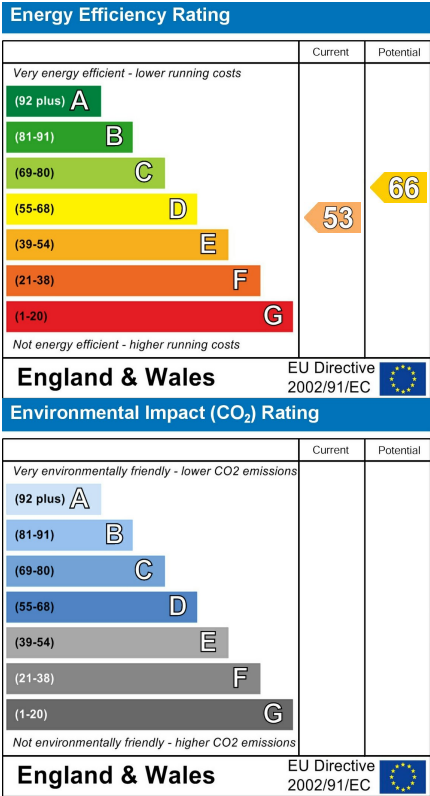 Energy Efficiency Rating
Current Potential
Very energy efficient - lower running costs
(92 plus) A
(81-91) B
(69-80) C
(55-68) D
(39-54) E
(21-38) F
(1-20) G
53
66
Not energy efficient - higher running costs
England & Wales
EU Directive
2002/91/EC
Environmental Impact (CO₂) Rating
Current Potential
Very environmentally friendly - lower CO2 emissions
(92 plus) A
(81-91) B
(69-80) C
(55-68) D
(39-54) E
(21-38) F
(1-20) G
Not environmentally friendly - higher CO2 emissions
England & Wales
EU Directive
2002/91/EC